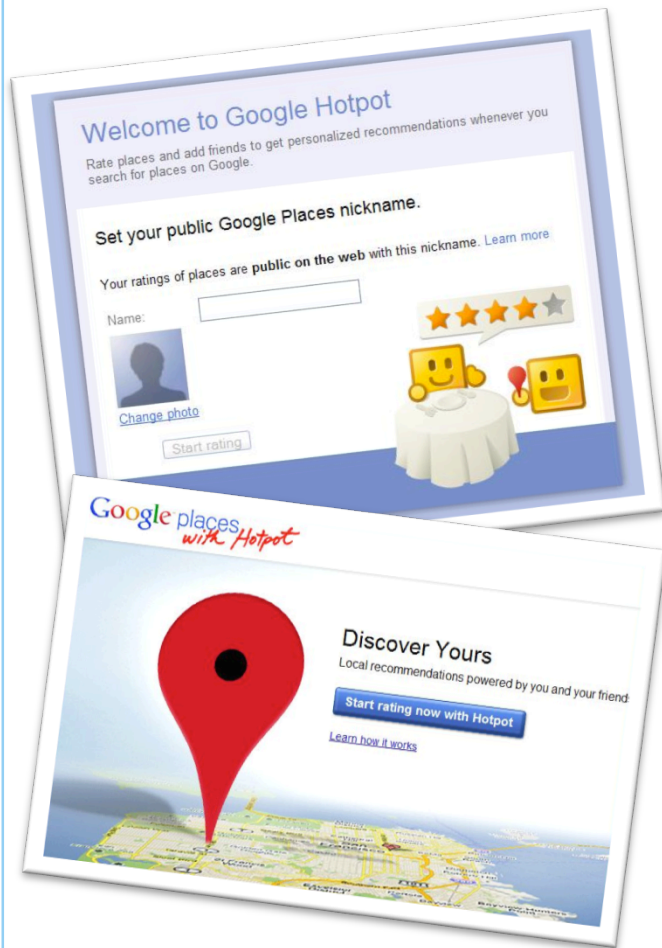 Welcome to Google Hotpot
Rate places and add friends to get personalized recommendations whenever you
search for places on Google.
Set your public Google Places nickname.
Your ratings of places are public on the web with this nickname. Learn more
Name:
Change photo
Start rating
Google places
with Hotpot
Discover Yours
Local recommendations powered by you and your friend
Start rating now with Hotpot
Learn how it works
San
Francisco